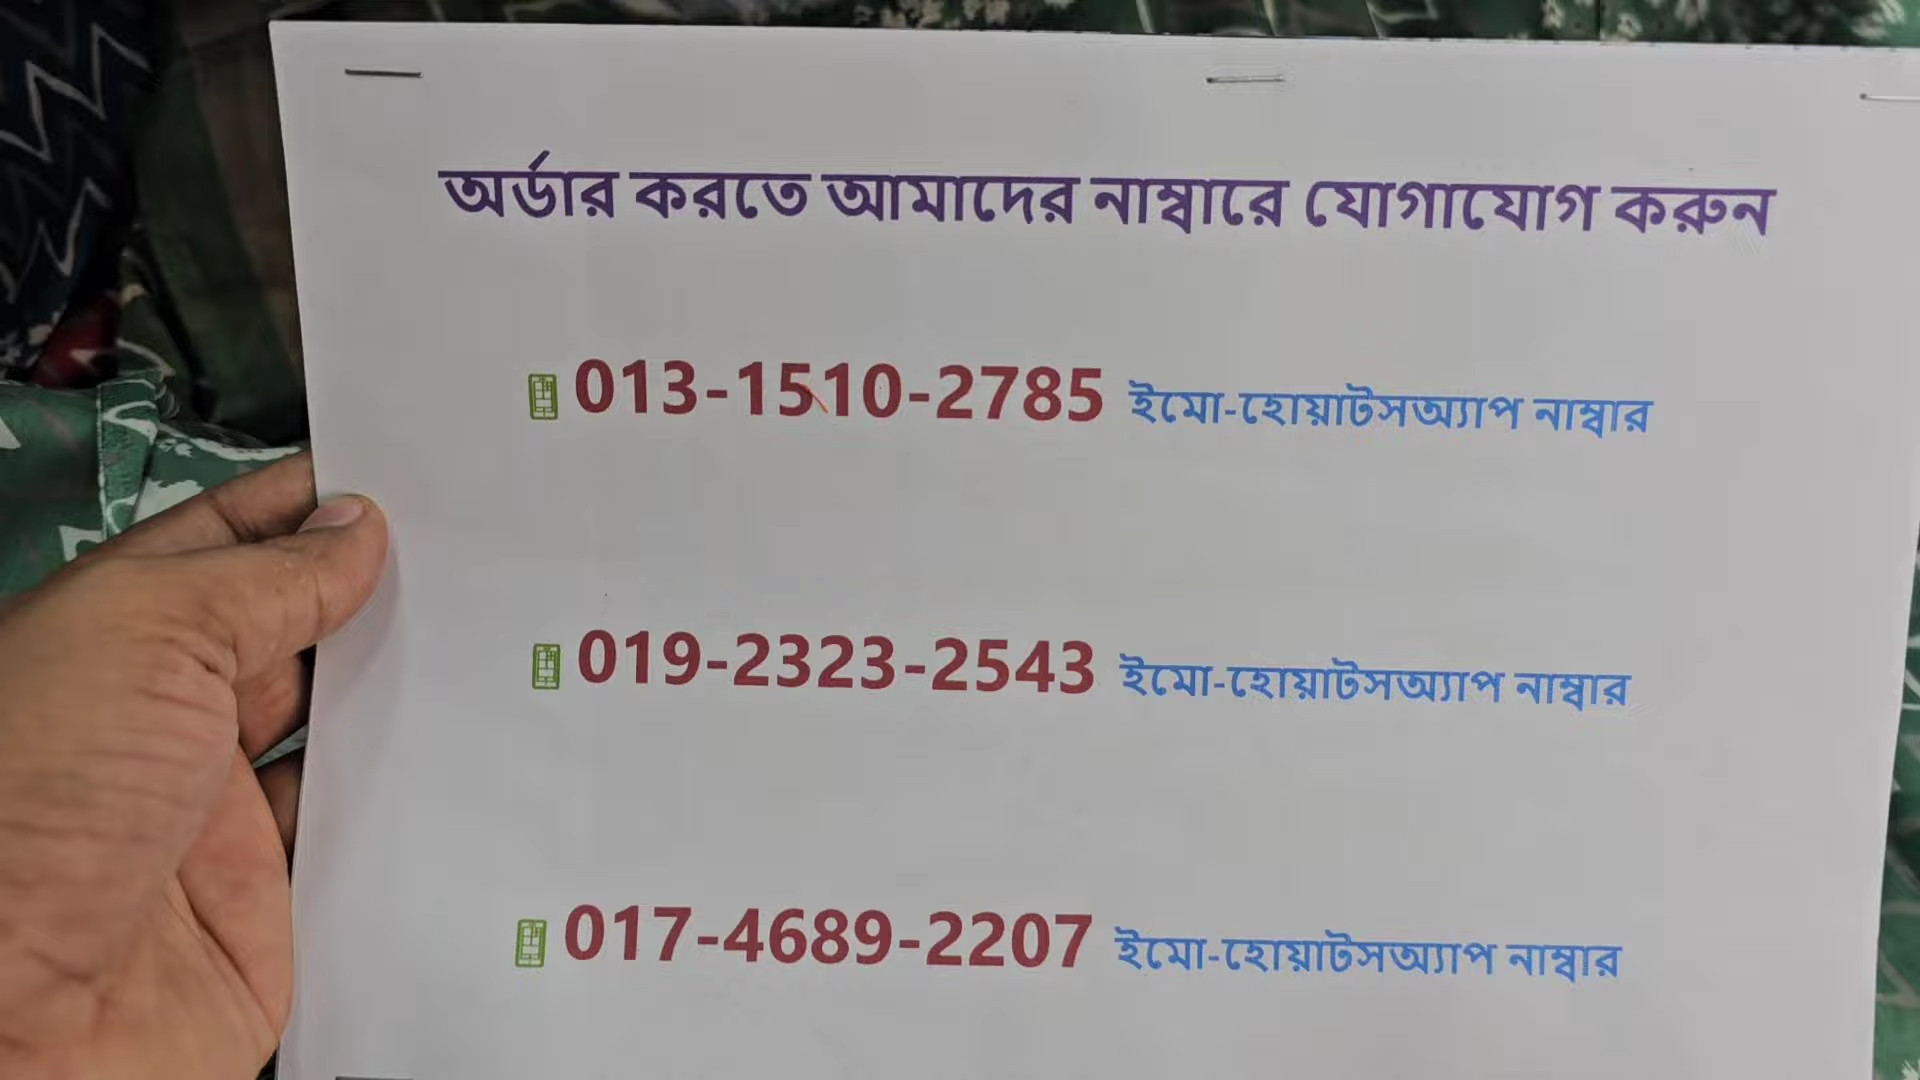 অর্ডার করতে আমাদের নাম্বারে যোগাযোগ করুন
013-1510-2785 ইমো-হোয়াটসঅ্যাপ নাম্বার
019-2323-2543 ইমো-হোয়াটসঅ্যাপ নাম্বার
017-4689-2207 ইমো-হোয়াটসঅ্যাপ নাম্বার